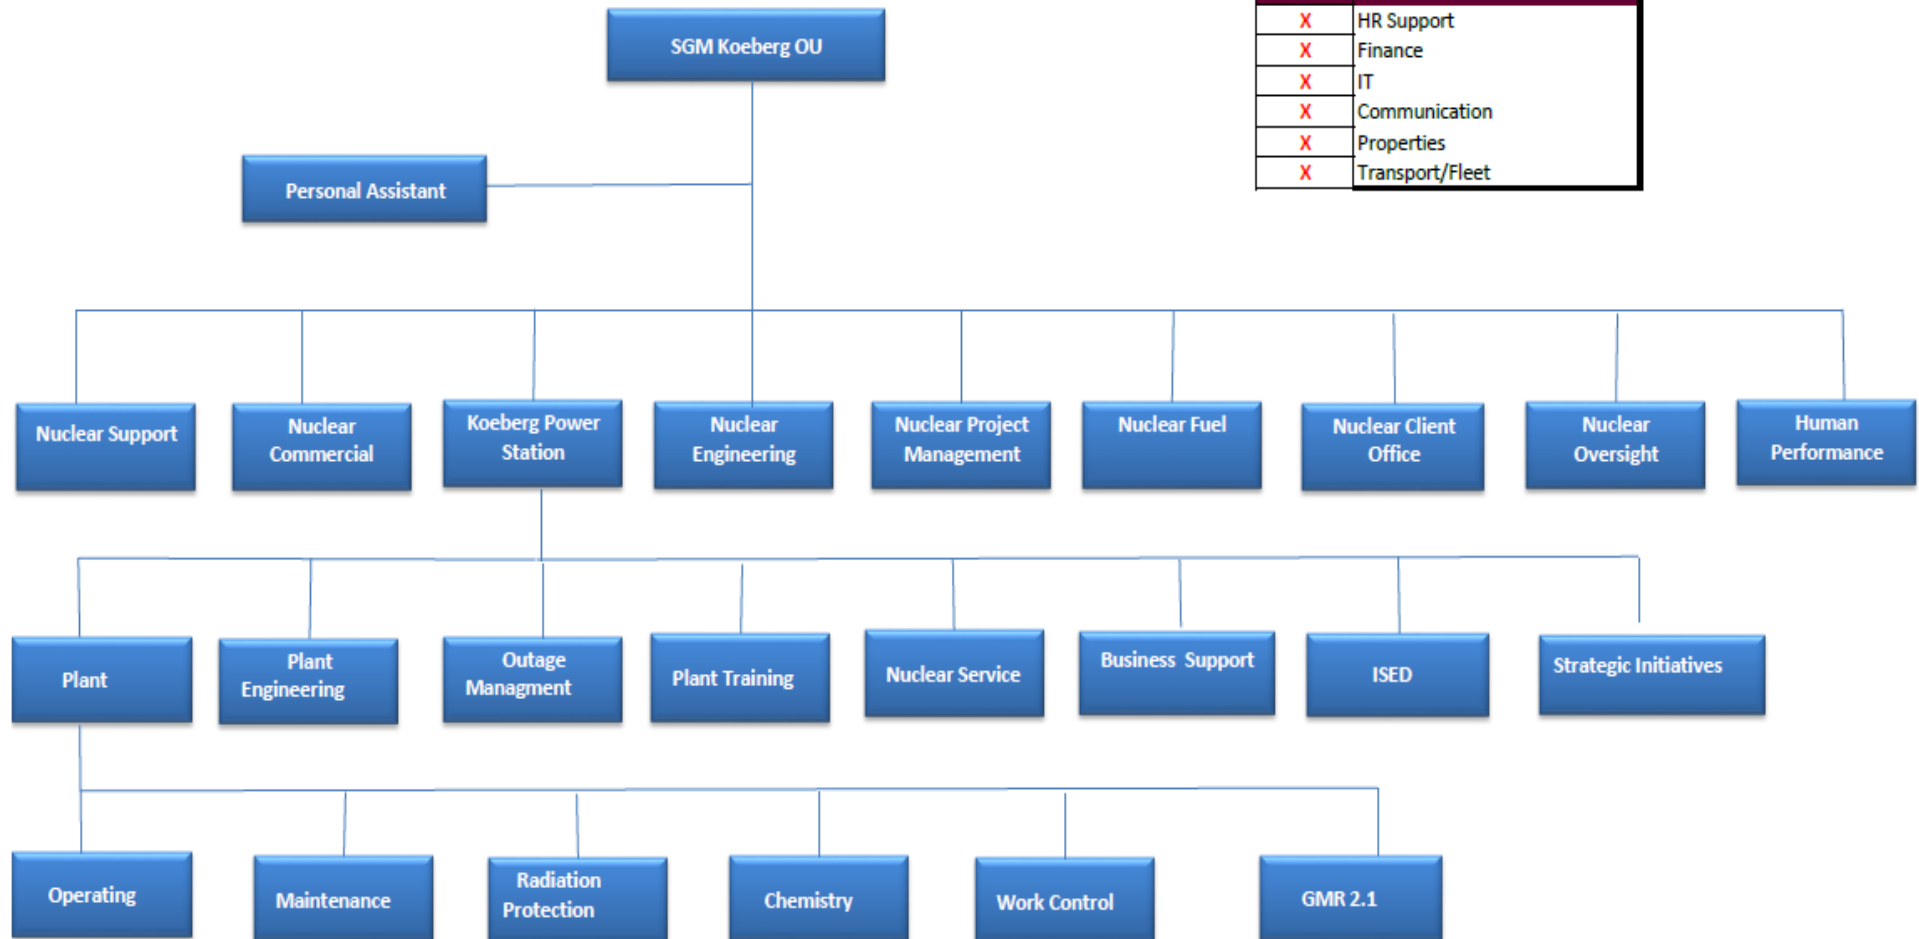 SGM Koeberg OU
X HR Support
X Finance
X IT
X Communication
X Properties
X Transport/Fleet
Personal Assistant
Nuclear Support
Nuclear
Commercial
Koeberg Power
Station
Nuclear
Engineering
Nuclear Project
Management
Nuclear Fuel
Nuclear Client
Office
Nuclear
Oversight
Human
Performance
Plant
Plant
Engineering
Outage
Managment
Plant Training
Nuclear Service
Business Support
ISED
Strategic Initiatives
Operating
Maintenance
Radiation
Protection
Chemistry
Work Control
GMR 2.1